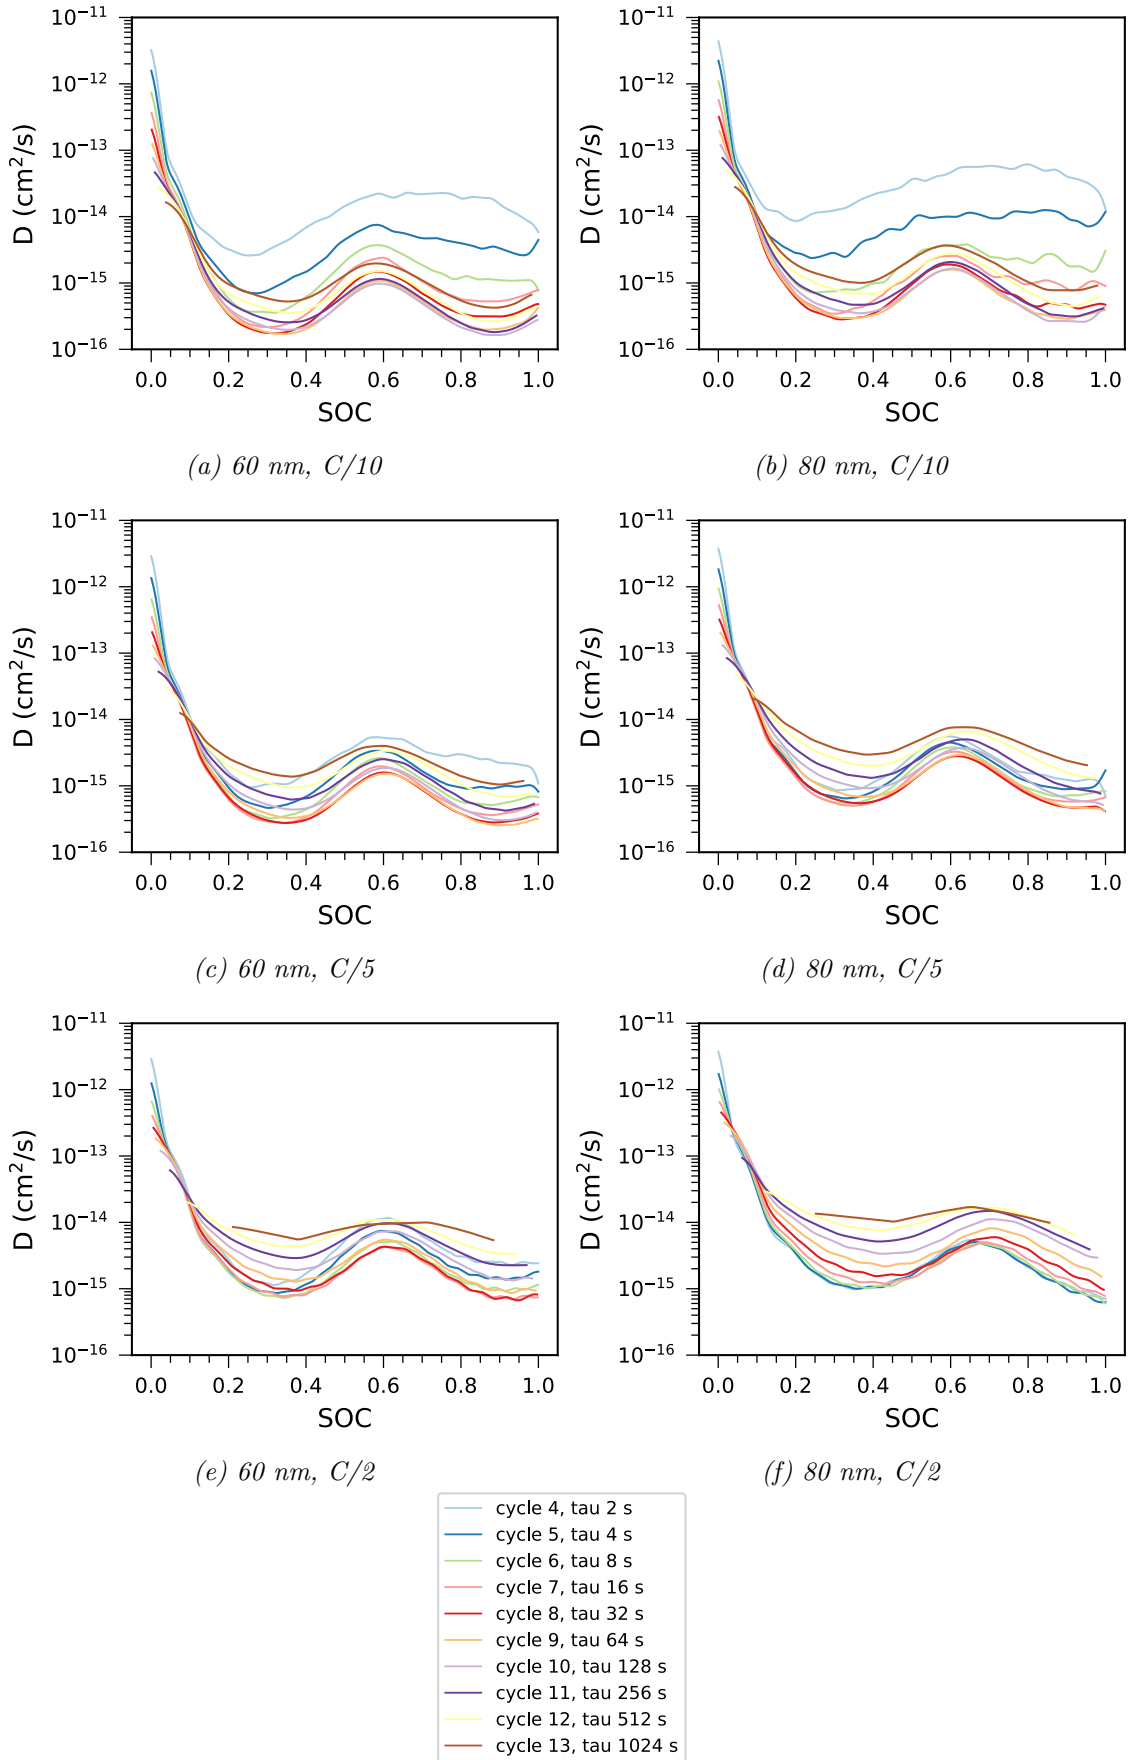 10⁻¹¹
10⁻¹²
10⁻¹³
10⁻¹⁴
10⁻¹⁵
10⁻¹⁶
D (cm²/s)
0.0 0.2 0.4 0.6 0.8 1.0
SOC
(a) 60 nm, C/10
10⁻¹¹
10⁻¹²
10⁻¹³
10⁻¹⁴
10⁻¹⁵
10⁻¹⁶
D (cm²/s)
0.0 0.2 0.4 0.6 0.8 1.0
SOC
(b) 80 nm, C/10
10⁻¹¹
10⁻¹²
10⁻¹³
10⁻¹⁴
10⁻¹⁵
10⁻¹⁶
D (cm²/s)
0.0 0.2 0.4 0.6 0.8 1.0
SOC
(c) 60 nm, C/5
10⁻¹¹
10⁻¹²
10⁻¹³
10⁻¹⁴
10⁻¹⁵
10⁻¹⁶
D (cm²/s)
0.0 0.2 0.4 0.6 0.8 1.0
SOC
(d) 80 nm, C/5
10⁻¹¹
10⁻¹²
10⁻¹³
10⁻¹⁴
10⁻¹⁵
10⁻¹⁶
D (cm²/s)
0.0 0.2 0.4 0.6 0.8 1.0
SOC
(e) 60 nm, C/2
10⁻¹¹
10⁻¹²
10⁻¹³
10⁻¹⁴
10⁻¹⁵
10⁻¹⁶
D (cm²/s)
0.0 0.2 0.4 0.6 0.8 1.0
SOC
(f) 80 nm, C/2
cycle 4, tau 2 s
cycle 5, tau 4 s
cycle 6, tau 8 s
cycle 7, tau 16 s
cycle 8, tau 32 s
cycle 9, tau 64 s
cycle 10, tau 128 s
cycle 11, tau 256 s
cycle 12, tau 512 s
cycle 13, tau 1024 s